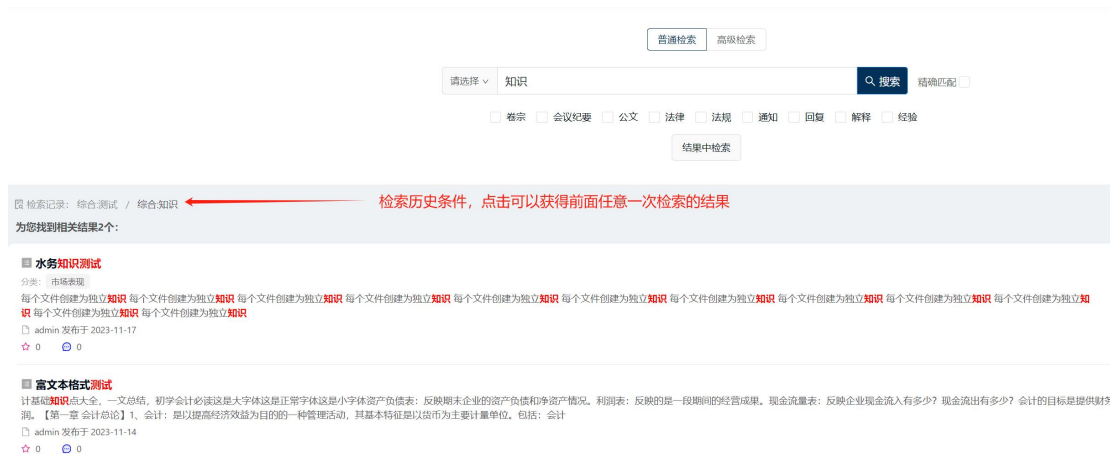 普通检索 高级检索
请选择 知识 搜索 精确匹配
卷宗 会议纪要 公文 法律 法规 通知 回复 解释 经验
结果中检索
检索记录: 综合:测试 / 综合:知识 检索历史条件，点击可以获得前面任意一次检索的结果
为您找到相关结果2个:
水务知识测试
分类: 市场表现
每个文件创建为独立知识 每个文件创建为独立知识 每个文件创建为独立知识 每个文件创建为独立知识 每个文件创建为独立知识 每个文件创建为独立知识 每个文件创建为独立知识 每个文件创建为独立知识 每个文件创建为独立知识 每个文件创建为独立知
识 每个文件创建为独立知识 每个文件创建为独立知识
admin 发布于 2023-11-17
0 0
富文本格式测试
计基础知识点大全，一文总结，初学会计必读这是大字体这是正常字体这是小字体资产负债表：反映期末企业的资产负债和净资产情况。利润表：反映的是一段期间的经营成果。现金流量表：反映企业现金流入有多少？现金流出有多少？会计的目标是提供财务
润。【第一章 会计总论】1、会计：是以提高经济效益为目的的一种管理活动，其基本特征是以货币为主要计量单位。包括：会计
admin 发布于 2023-11-14
0 0